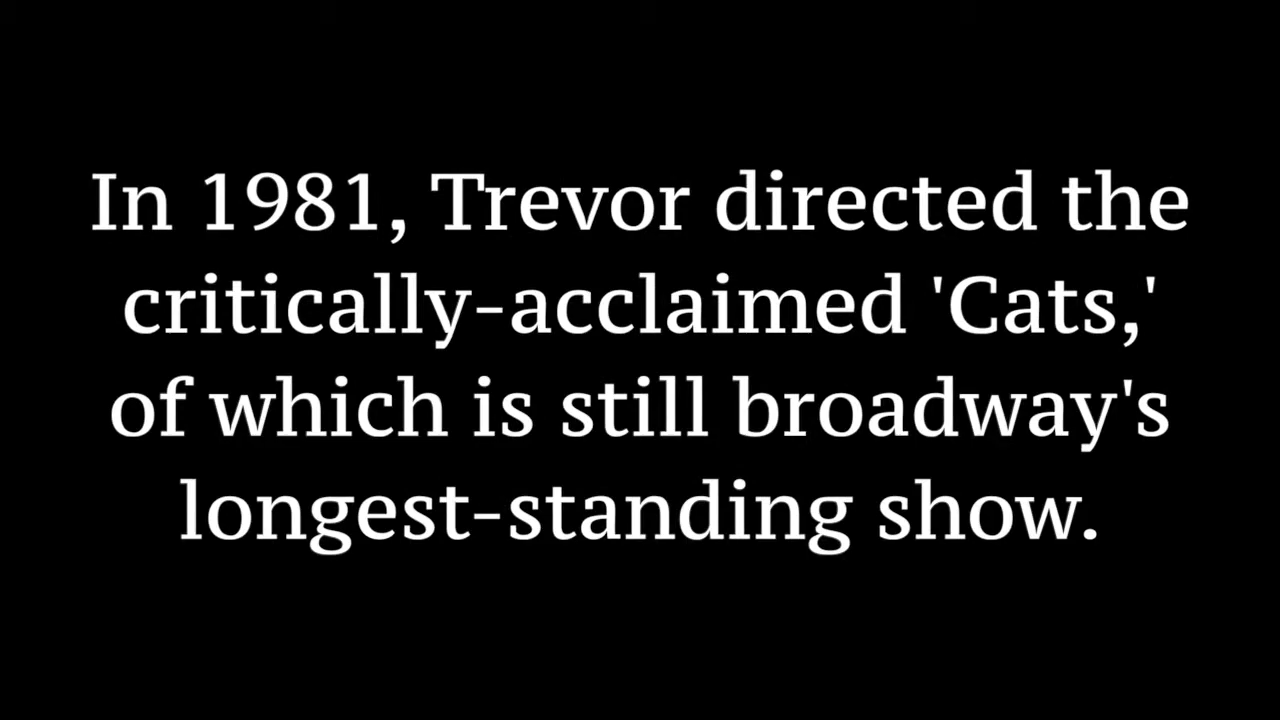 In 1981, Trevor directed the
critically-acclaimed 'Cats,'
of which is still broadway's
longest-standing show.